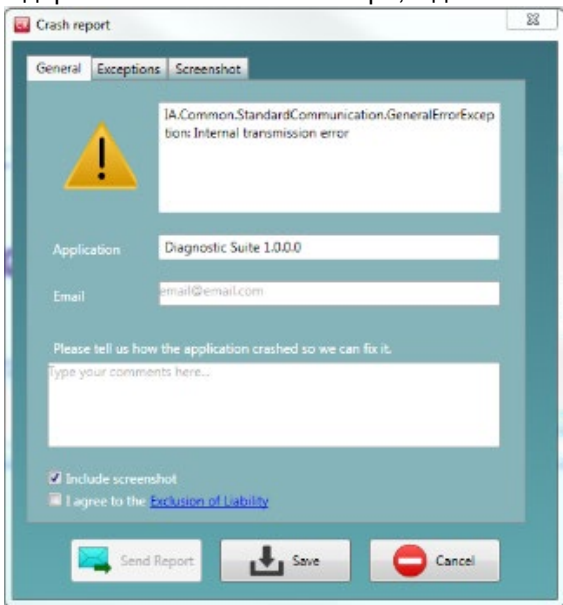 Crash report
General Exceptions Screenshot
IA.Common.StandardCommunication.GeneralErrorExcep
tion: Internal transmission error
Application Diagnostic Suite 1.0.0.0
Email email@email.com
Please tell us how the application crashed so we can fix it.
Type your comments here...
Include screenshot
I agree to the Exclusion of Liability
Send Report Save Cancel